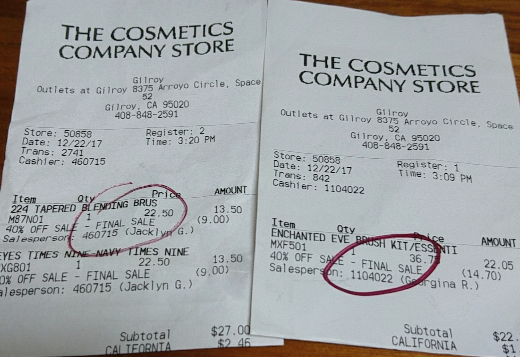 THE COSMETICS
COMPANY STORE
Gilroy
Outlets at Gilroy 8375 Arroyo Circle, Space
52
Gilroy, CA 95020
408-848-2591
Store: 50858 Register: 2
Date: 12/22/17 Time: 3:20 PM
Trans: 2741
Cashier: 460715
Item Qty Price AMOUNT
224 TAPERED BLENDING BRUS
M87N01 1 22.50 13.50
40% OFF SALE - FINAL SALE (9.00)
Salesperson: 460715 (Jacklyn G.)
EYES TIMES NINE NAVY TIMES NINE
XG801 1 22.50 13.50
40% OFF SALE - FINAL SALE (9.00)
alesperson: 460715 (Jacklyn G.)
Subtotal $27.00
CALIFORNIA $2.46
THE COSMETICS
COMPANY STORE
Gilroy
Outlets at Gilroy 8375 Arroyo Circle, Space
52
Gilroy, CA 95020
408-848-2591
Store: 50858 Register: 1
Date: 12/22/17 Time: 3:09 PM
Trans: 842
Cashier: 1104022
Item Qty Price AMOUNT
ENCHANTED EVE BRUSH KIT/ESSENTI
MXF501 1 36.75 22.05
40% OFF SALE - FINAL SALE (14.70)
Salesperson: 1104022 (Georgina R.)
Subtotal $22.
CALIFORNIA $1